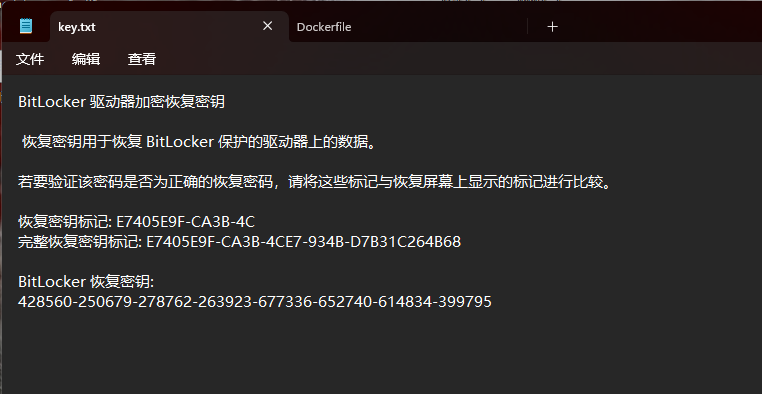 key.txt
Dockerfile
文件 编辑 查看
BitLocker 驱动器加密恢复密钥
恢复密钥用于恢复 BitLocker 保护的驱动器上的数据。
若要验证该密码是否为正确的恢复密码，请将这些标记与恢复屏幕上显示的标记进行比较。
恢复密钥标记: E7405E9F-CA3B-4C
完整恢复密钥标记: E7405E9F-CA3B-4CE7-934B-D7B31C264B68
BitLocker 恢复密钥:
428560-250679-278762-263923-677336-652740-614834-399795